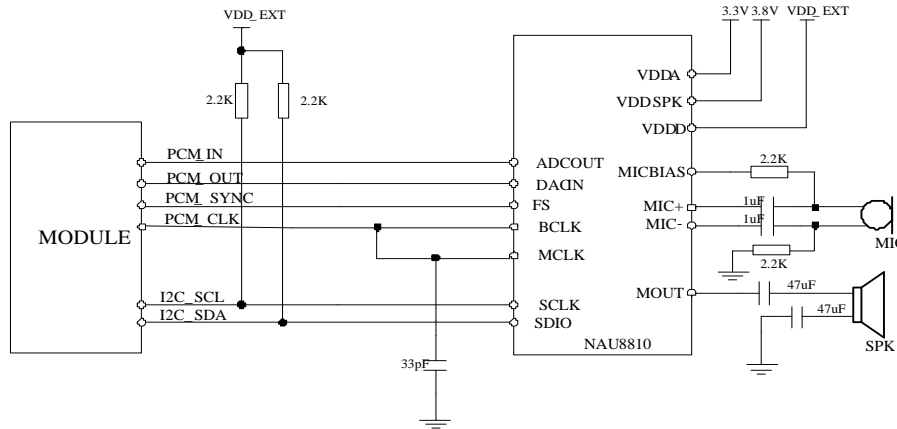 VDD_EXT
3.3V 3.8V VDD_EXT
2.2K 2.2K
VDDA
VDDSPK
VDDD
PCM_IN
ADCOUT
MICBIAS
2.2K
PCM_OUT
DACIN
PCM_SYNC
FS
MIC+
1uF
PCM_CLK
BCLK
MIC-
1uF
MODULE
MCLK
2.2K
MIC
I2C_SCL
SCLK
MOUT
47uF
I2C_SDA
SDIO
47uF
SPK
NAU8810
33pF